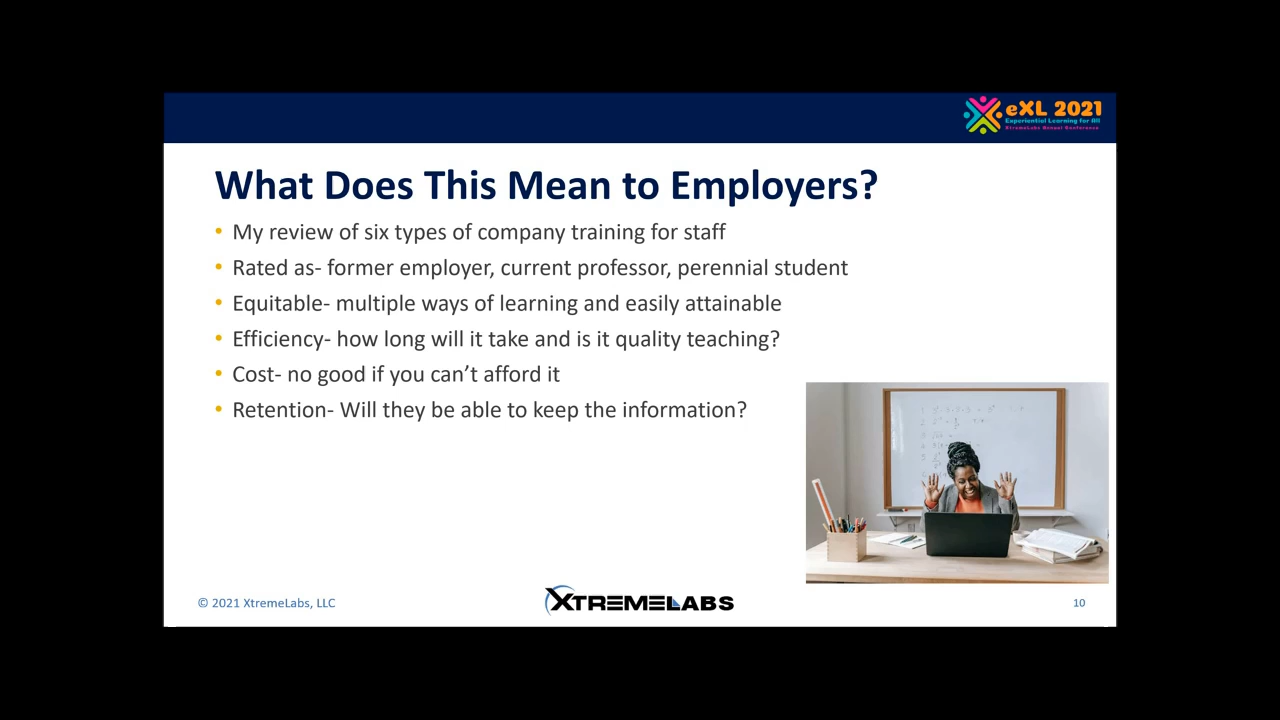 eXL 2021
Experiential Learning for All
XtremeLabs Annual Conference
What Does This Mean to Employers?
• My review of six types of company training for staff
• Rated as- former employer, current professor, perennial student
• Equitable- multiple ways of learning and easily attainable
• Efficiency- how long will it take and is it quality teaching?
• Cost- no good if you can’t afford it
• Retention- Will they be able to keep the information?
© 2021 XtremeLabs, LLC
XTREMELABS
10